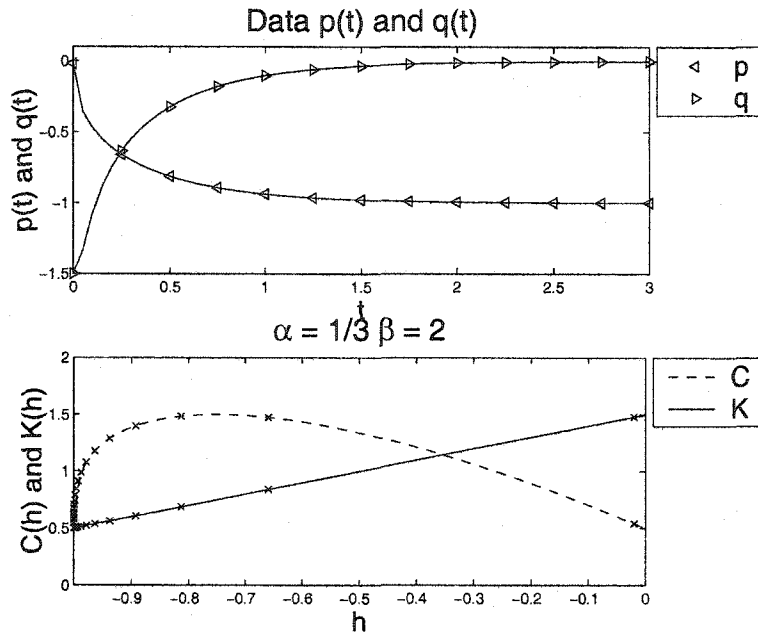 Data p(t) and q(t)
p(t) and q(t)
0
-0.5
-1
-1.5
0 0.5 1 1.5 2 2.5 3
t
p
q
α = 1/3 β = 2
C(h) and K(h)
2
1.5
1
0.5
0
-0.9 -0.8 -0.7 -0.6 -0.5 -0.4 -0.3 -0.2 -0.1 0
h
C
K